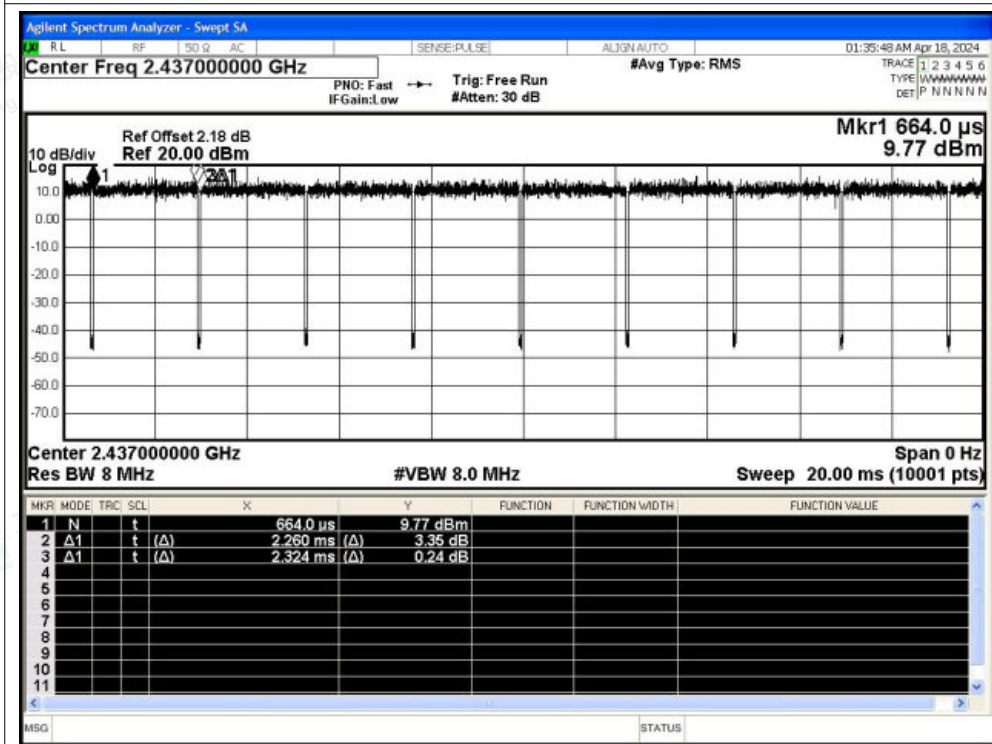 Agilent Spectrum Analyzer - Swept SA
RL RF 50 Ω AC SENSE:PULSE ALIGN AUTO 01:35:48 AM Apr 18, 2024
Center Freq 2.437000000 GHz
#Avg Type: RMS
TRACE 1 2 3 4 5 6
TYPE
DET P N N N N N
PNO: Fast
IFGain:Low
Trig: Free Run
#Atten: 30 dB
Mkr1 664.0 µs
9.77 dBm
Ref Offset 2.18 dB
10 dB/div Ref 20.00 dBm
Log
1 2Δ1
10.0
0.00
-10.0
-20.0
-30.0
-40.0
-50.0
-60.0
-70.0
Center 2.437000000 GHz Span 0 Hz
Res BW 8 MHz #VBW 8.0 MHz Sweep 20.00 ms (10001 pts)
MKR MODE TRC SCL X Y FUNCTION FUNCTION WIDTH FUNCTION VALUE
1 N t 664.0 µs 9.77 dBm
2 Δ1 t (Δ) 2.260 ms (Δ) 3.35 dB
3 Δ1 t (Δ) 2.324 ms (Δ) 0.24 dB
4
5
6
7
8
9
10
11
MSG STATUS